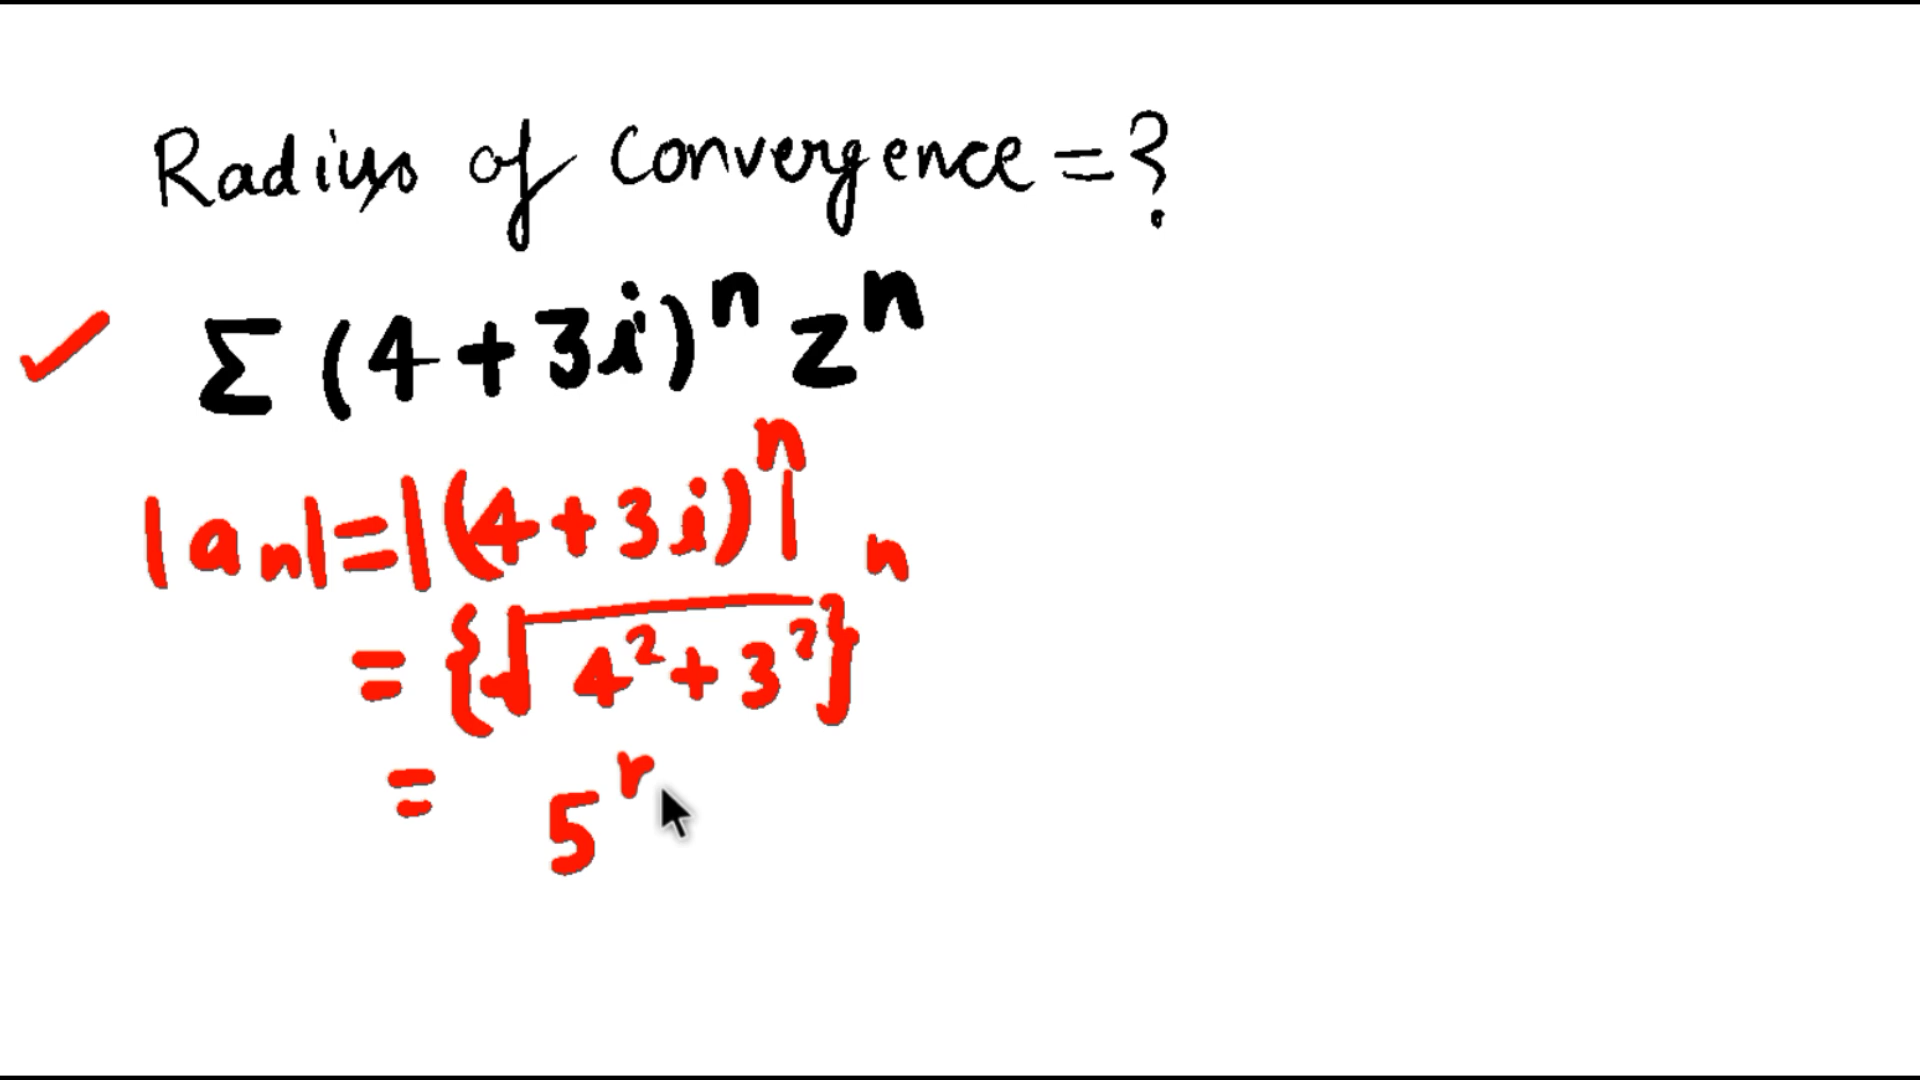 Radius of Convergence = ?
Σ (4+3i)ⁿ zⁿ
|aₙ| = |(4+3i)ⁿ|
= {√(4²+3²)}ⁿ
= 5ʳ